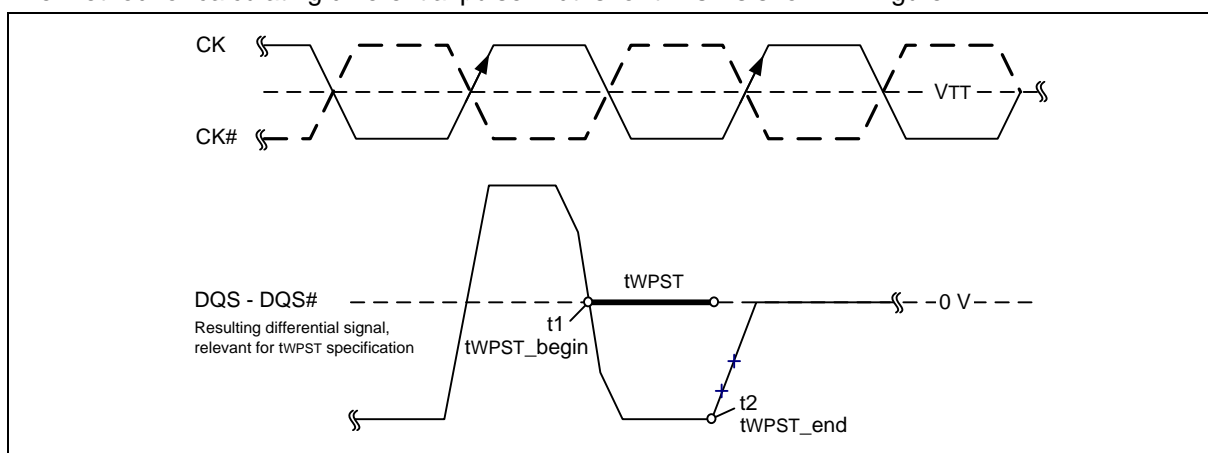 CK
VTT
CK#
DQS - DQS#
Resulting differential signal,
relevant for tWPST specification
tWPST
0 V
t1
tWPST_begin
t2
tWPST_end